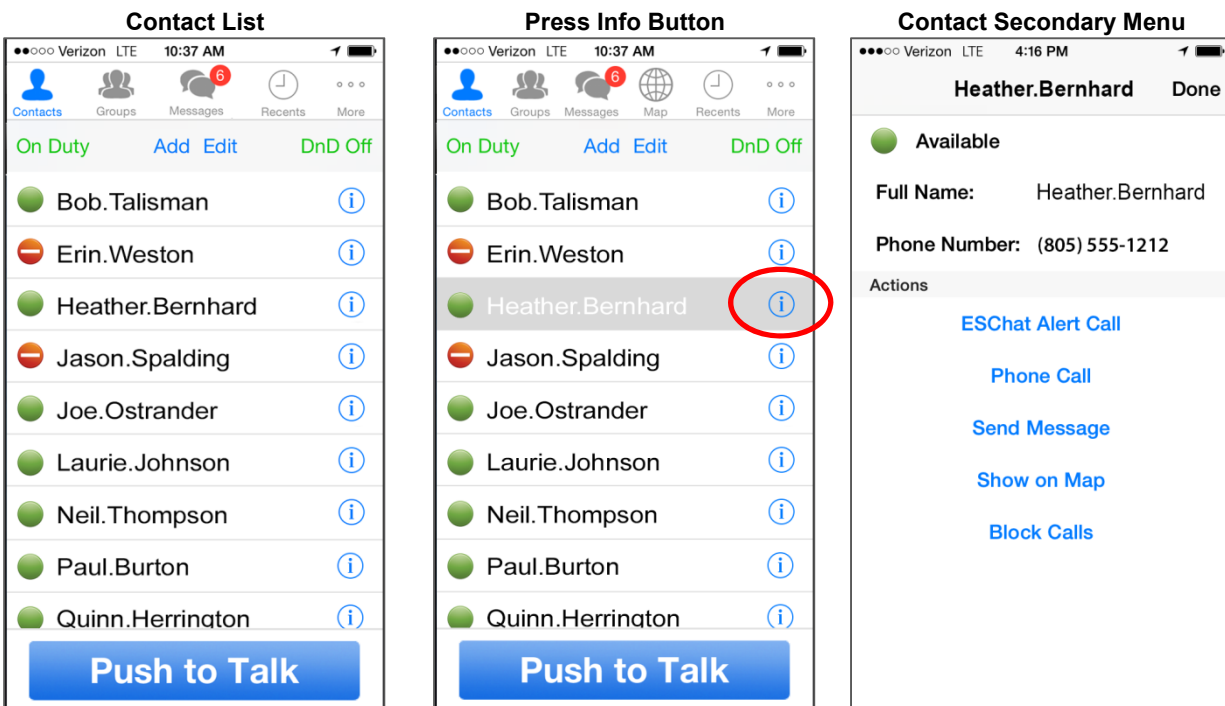 Contact List
Verizon LTE 10:37 AM
6
Contacts Groups Messages Recents More
On Duty Add Edit DnD Off
Bob.Talisman i
Erin.Weston i
Heather.Bernhard i
Jason.Spalding i
Joe.Ostrander i
Laurie.Johnson i
Neil.Thompson i
Paul.Burton i
Quinn.Herrington i
Push to Talk
Press Info Button
Verizon LTE 10:37 AM
6
Contacts Groups Messages Map Recents More
On Duty Add Edit DnD Off
Bob.Talisman i
Erin.Weston i
Heather.Bernhard i
Jason.Spalding i
Joe.Ostrander i
Laurie.Johnson i
Neil.Thompson i
Paul.Burton i
Quinn.Herrington i
Push to Talk
Contact Secondary Menu
Verizon LTE 4:16 PM
Heather.Bernhard Done
Available
Full Name: Heather.Bernhard
Phone Number: (805) 555-1212
Actions
ESChat Alert Call
Phone Call
Send Message
Show on Map
Block Calls